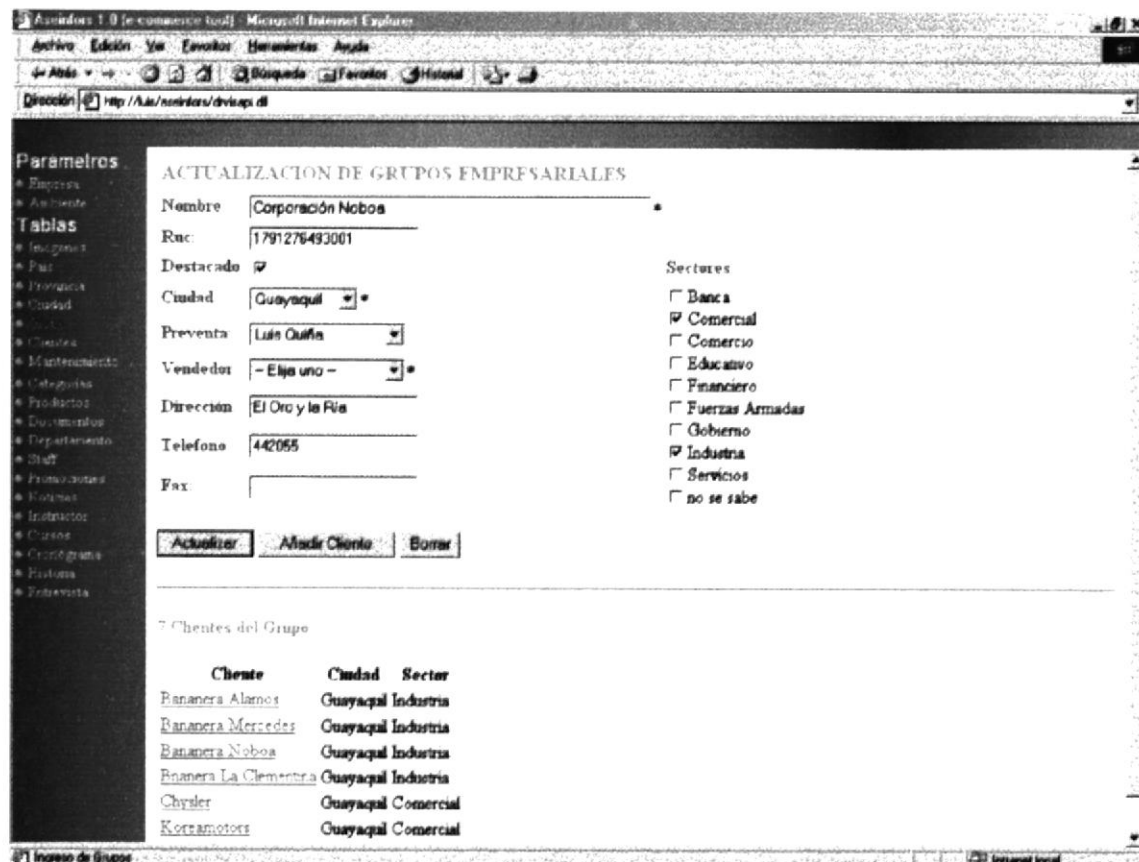 Aseinfors 1.0 [e-commerce tool] - Microsoft Internet Explorer
Archivo Edición Ver Favoritos Herramientas Ayuda
Atrás Búsqueda Favoritos Historial
Dirección http://luis/aseinfors/drvisapi.dll
Parametros
Empresa
Ambiente
Tablas
Imagenes
Pais
Provincia
Ciudad
Clientes
Mantenimiento
Categorias
Productos
Documentos
Departamento
Staff
Promociones
Noticias
Instructor
Cursos
Cronograma
Historia
Entrevista
ACTUALIZACION DE GRUPOS EMPRESARIALES
Nombre Corporación Noboa *
Ruc: 1791276493001
Destacado
Ciudad Guayaquil *
Preventa Luis Quiña
Vendedor -- Elija uno -- *
Dirección El Oro y la Ría
Telefono 442055
Fax:
Sectores
Banca
Comercial
Comercio
Educativo
Financiero
Fuerzas Armadas
Gobierno
Industria
Servicios
no se sabe
Actualizar Añadir Cliente Borrar
7 Clientes del Grupo
Cliente Ciudad Sector
Bananera Alamos Guayaquil Industria
Bananera Mercedes Guayaquil Industria
Bananera Noboa Guayaquil Industria
Bnanera La Clementina Guayaquil Industria
Chysler Guayaquil Comercial
Koreamotors Guayaquil Comercial
Ingreso de Grupos
Intranet local